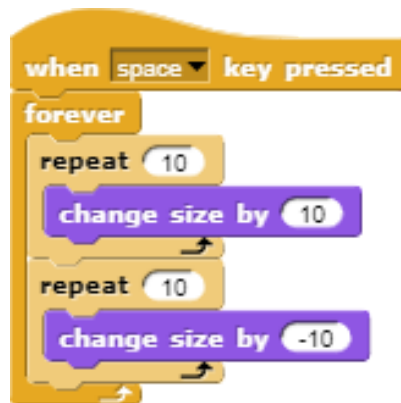 when space key pressed
forever
repeat 10
change size by 10
repeat 10
change size by -10